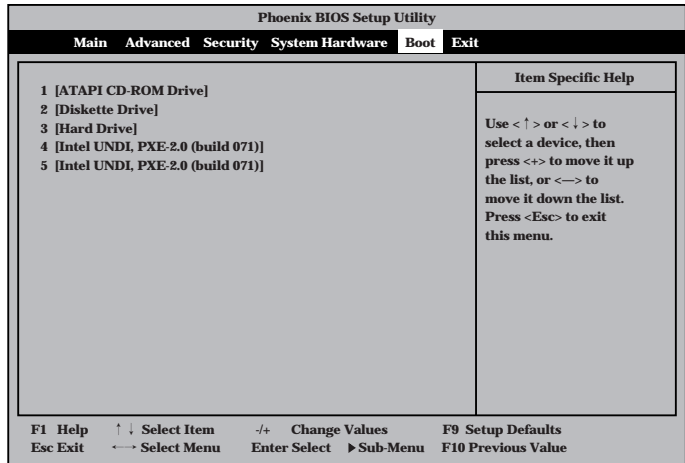 Phoenix BIOS Setup Utility
Main Advanced Security System Hardware Boot Exit
1 [ATAPI CD-ROM Drive]
2 [Diskette Drive]
3 [Hard Drive]
4 [Intel UNDI, PXE-2.0 (build 071)]
5 [Intel UNDI, PXE-2.0 (build 071)]
Item Specific Help
Use <↑> or <↓> to
select a device, then
press <+> to move it up
the list, or <—> to
move it down the list.
Press <Esc> to exit
this menu.
F1 Help ↑↓ Select Item -/+ Change Values F9 Setup Defaults
Esc Exit ←→ Select Menu Enter Select ▶Sub-Menu F10 Previous Value